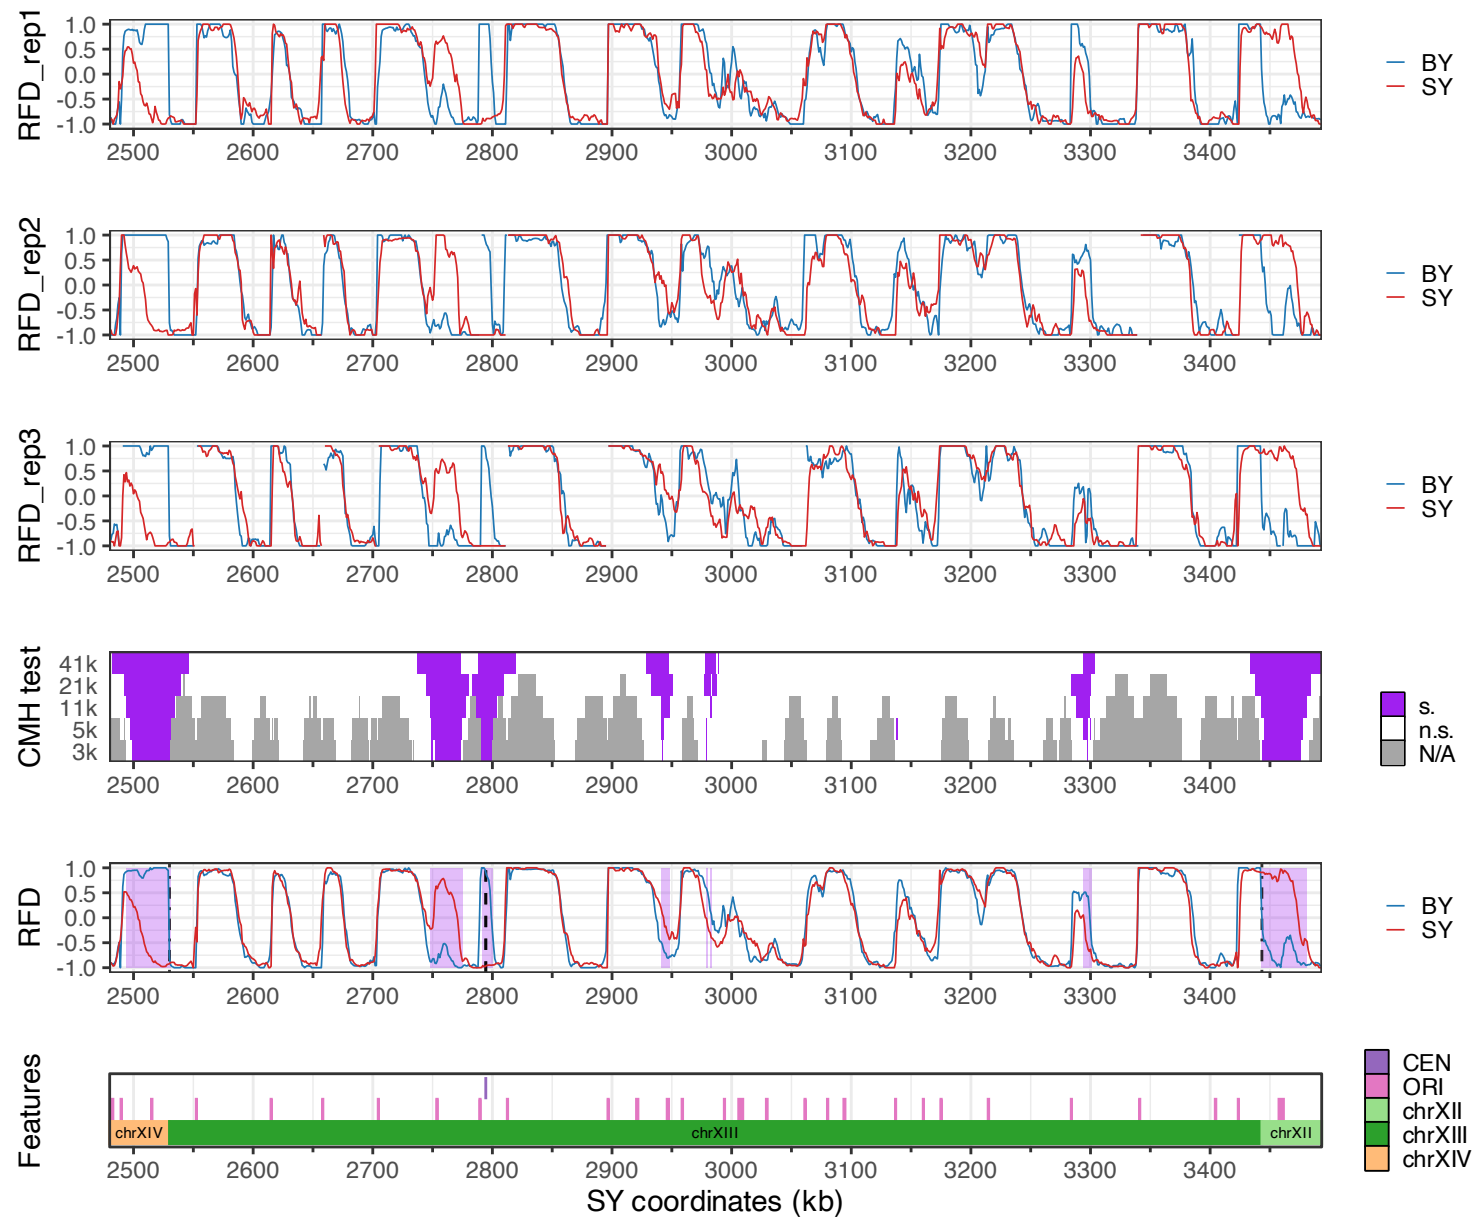 RFD_rep1
1.0
0.5
0.0
-0.5
-1.0
2500 2600 2700 2800 2900 3000 3100 3200 3300 3400
BY
SY
RFD_rep2
1.0
0.5
0.0
-0.5
-1.0
2500 2600 2700 2800 2900 3000 3100 3200 3300 3400
BY
SY
RFD_rep3
1.0
0.5
0.0
-0.5
-1.0
2500 2600 2700 2800 2900 3000 3100 3200 3300 3400
BY
SY
CMH test
41k
21k
11k
5k
3k
2500 2600 2700 2800 2900 3000 3100 3200 3300 3400
s.
n.s.
N/A
RFD
1.0
0.5
0.0
-0.5
-1.0
2500 2600 2700 2800 2900 3000 3100 3200 3300 3400
BY
SY
Features
chrXIV chrXIII chrXII
2500 2600 2700 2800 2900 3000 3100 3200 3300 3400
SY coordinates (kb)
CEN
ORI
chrXII
chrXIII
chrXIV